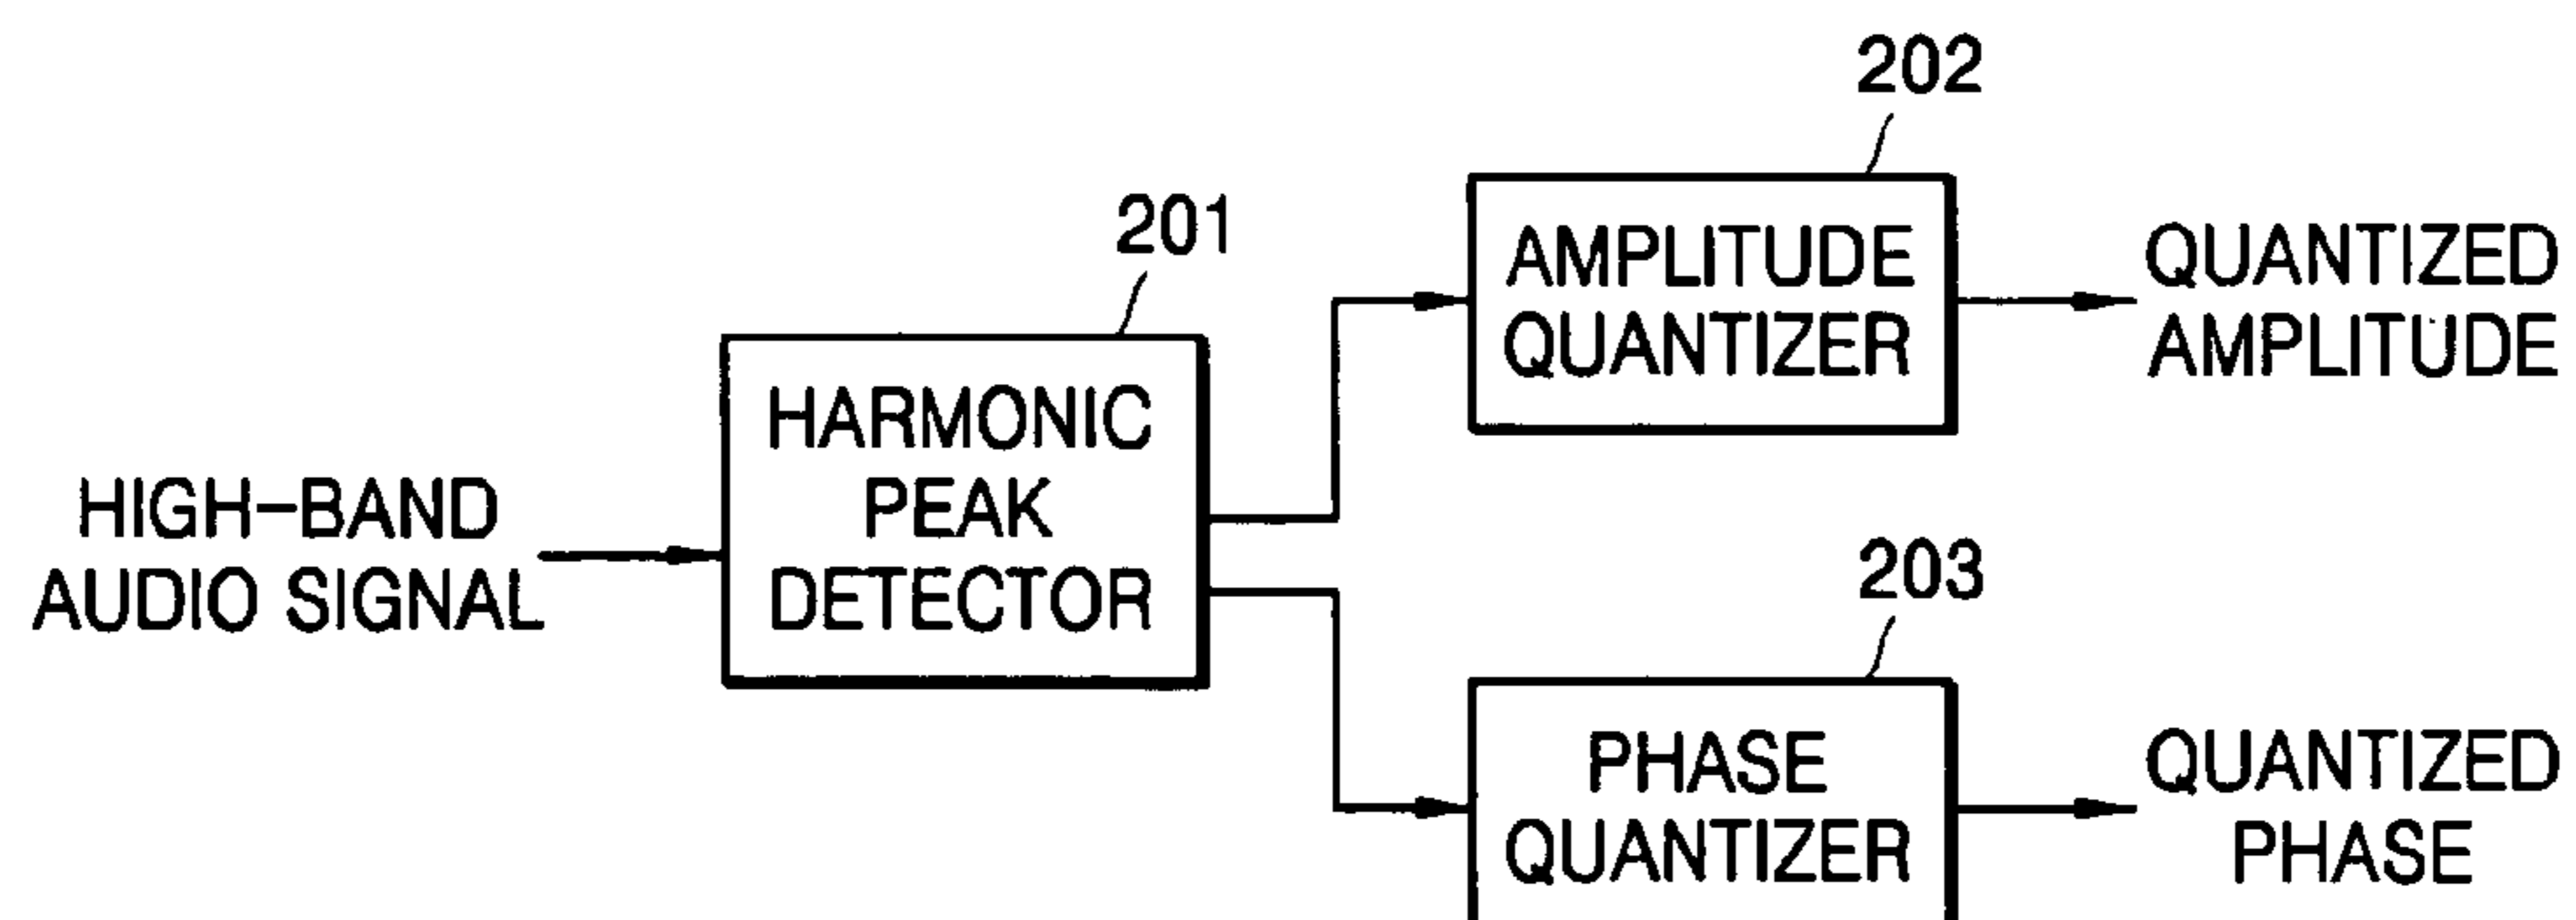 202
201
AMPLITUDE
QUANTIZER
QUANTIZED
AMPLITUDE
HARMONIC
PEAK
DETECTOR
HIGH-BAND
AUDIO SIGNAL
203
PHASE
QUANTIZER
QUANTIZED
PHASE